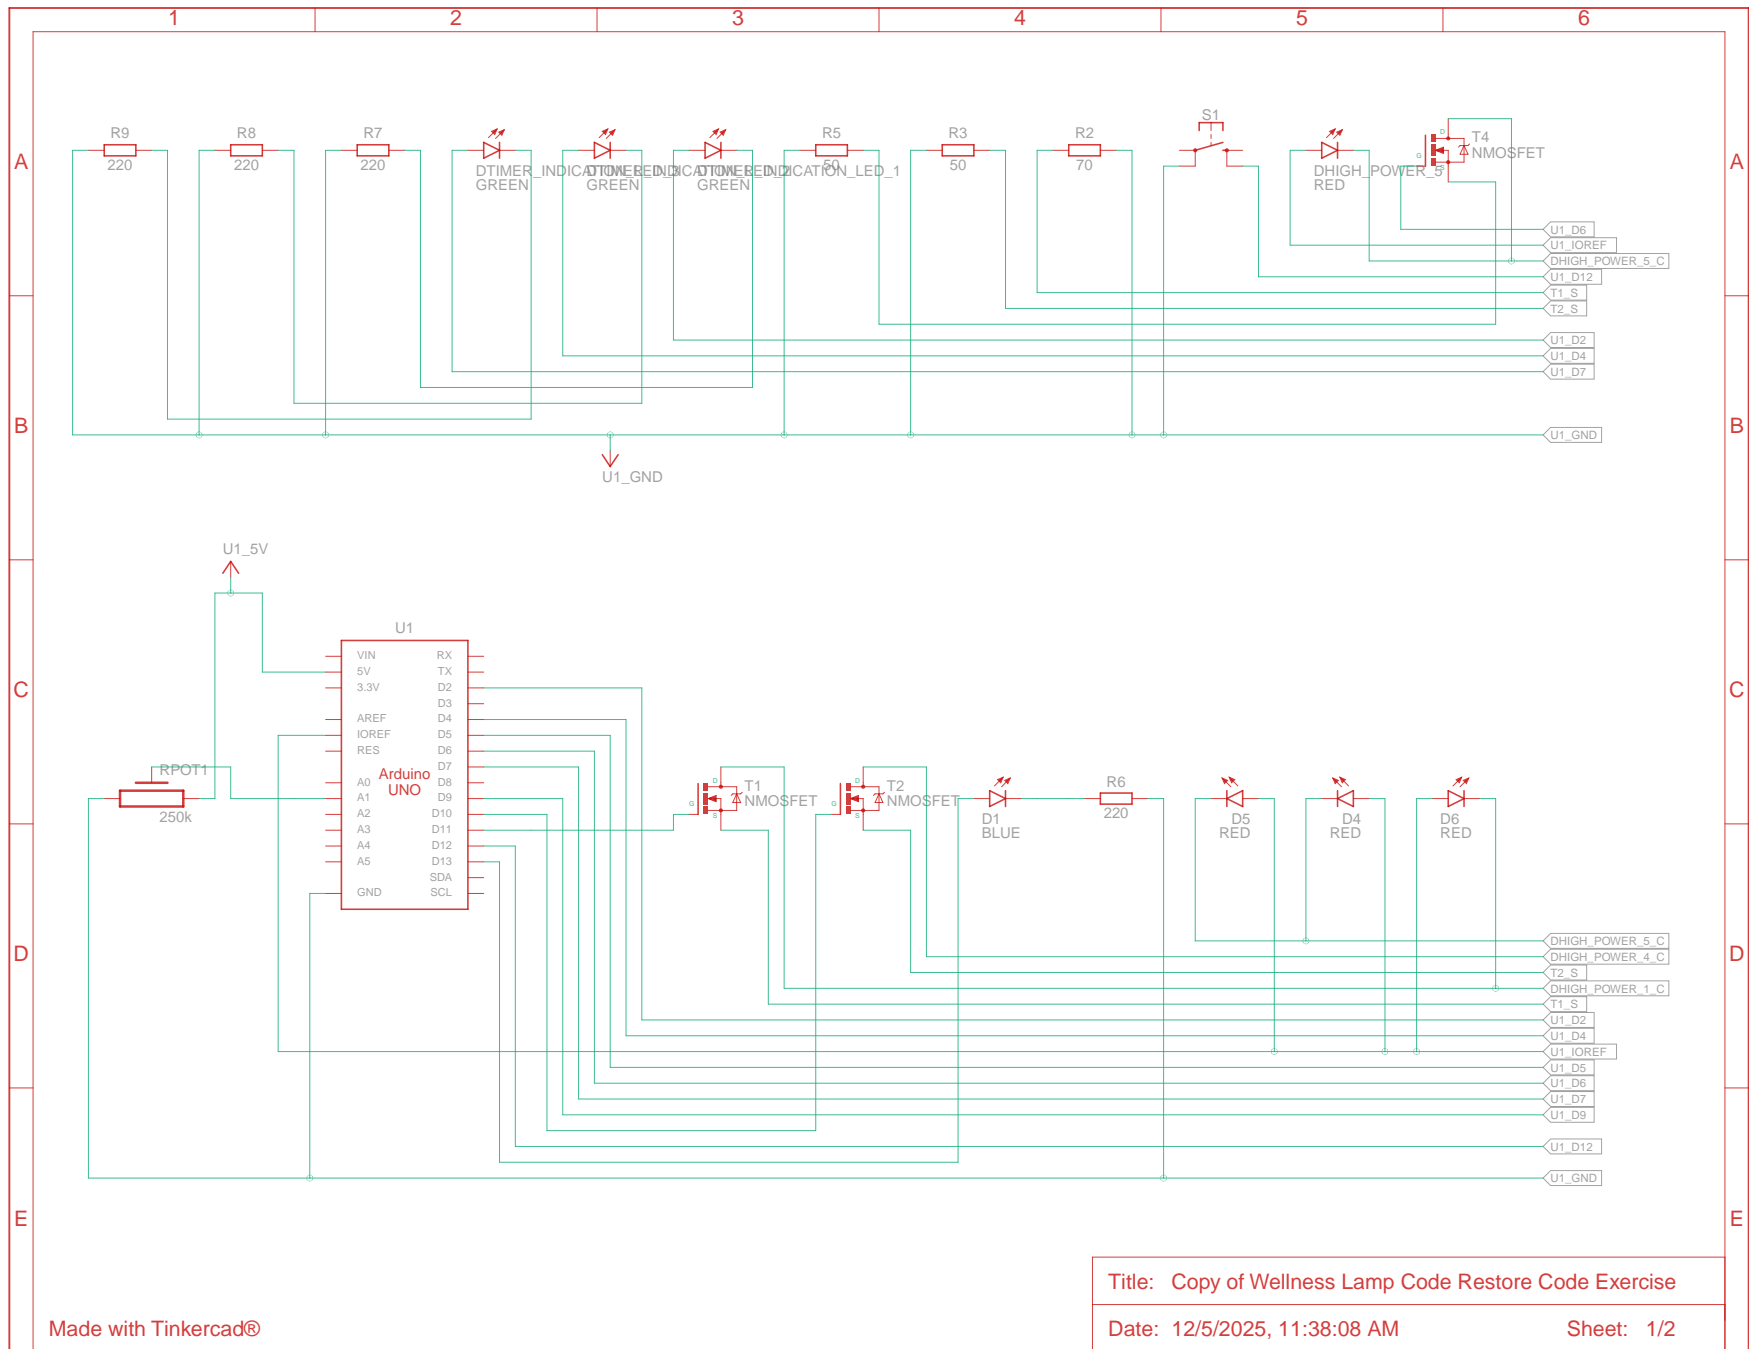 1 2 3 4 5 6
A A
R9
220
R8
220
R7
220
DTIMER_INDICATION_LED_3
GREEN
DTIMER_INDICATION_LED_2
GREEN
DTIMER_INDICATION_LED_1
GREEN
R5
50
R3
50
R2
70
S1
DHIGH_POWER_5
RED
T4
NMOSFET
D
G
S
U1_D6
U1_IOREF
DHIGH_POWER_5_C
U1_D12
T1_S
T2_S
U1_D2
U1_D4
U1_D7
B B
U1_GND
U1_GND
U1_5V
C C
U1
VIN RX
5V TX
3.3V D2
D3
AREF D4
IOREF D5
RES D6
D7
A0 D8
A1 D9
A2 D10
A3 D11
A4 D12
A5 D13
SDA
GND SCL
Arduino
UNO
RPOT1
250k
T1
NMOSFET
D
G
S
T2
NMOSFET
D
G
S
D1
BLUE
R6
220
D5
RED
D4
RED
D6
RED
D D
DHIGH_POWER_5_C
DHIGH_POWER_4_C
T2_S
DHIGH_POWER_1_C
T1_S
U1_D2
U1_D4
U1_IOREF
U1_D5
U1_D6
U1_D7
U1_D9
U1_D12
U1_GND
E E
Title: Copy of Wellness Lamp Code Restore Code Exercise
Made with Tinkercad®
Date: 12/5/2025, 11:38:08 AM Sheet: 1/2